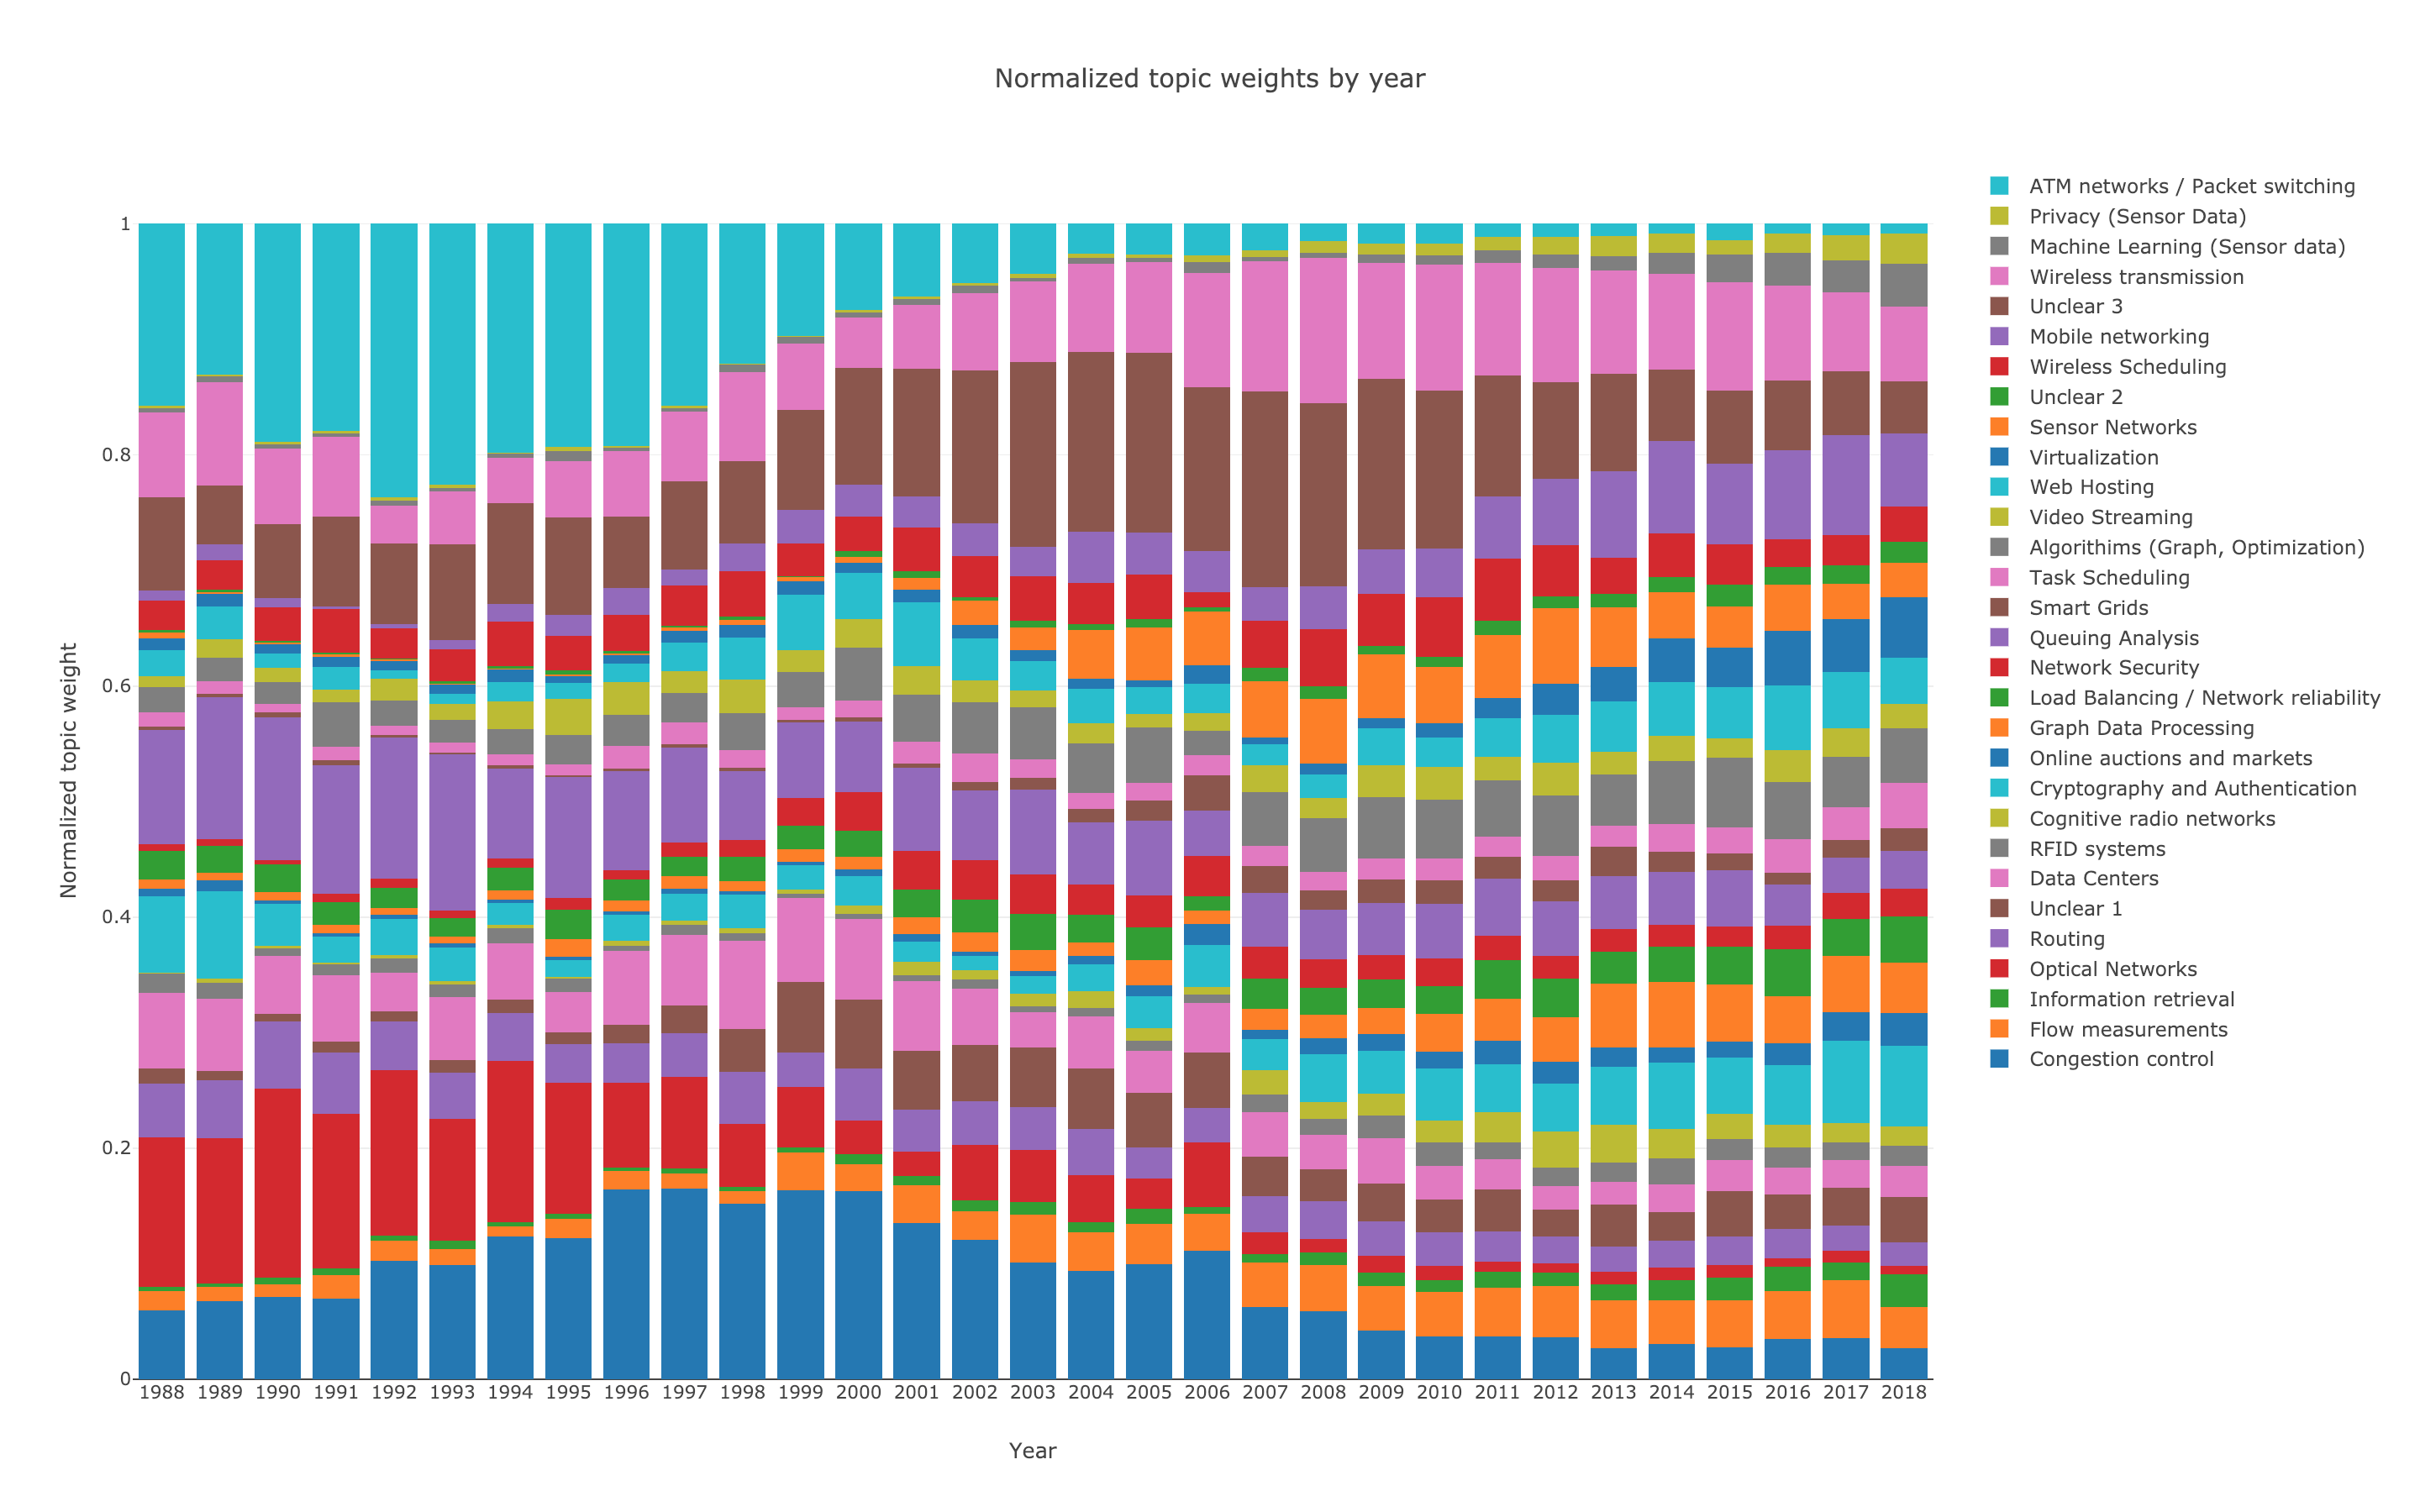 Normalized topic weights by year
ATM networks / Packet switching
Privacy (Sensor Data)
Machine Learning (Sensor data)
Wireless transmission
Unclear 3
Mobile networking
Wireless Scheduling
Unclear 2
Sensor Networks
Virtualization
Web Hosting
Video Streaming
Algorithims (Graph, Optimization)
Task Scheduling
Smart Grids
Queuing Analysis
Network Security
Load Balancing / Network reliability
Graph Data Processing
Online auctions and markets
Cryptography and Authentication
Cognitive radio networks
RFID systems
Data Centers
Unclear 1
Routing
Optical Networks
Information retrieval
Flow measurements
Congestion control
Normalized topic weight
1
0.8
0.6
0.4
0.2
0
1988 1989 1990 1991 1992 1993 1994 1995 1996 1997 1998 1999 2000 2001 2002 2003 2004 2005 2006 2007 2008 2009 2010 2011 2012 2013 2014 2015 2016 2017 2018
Year